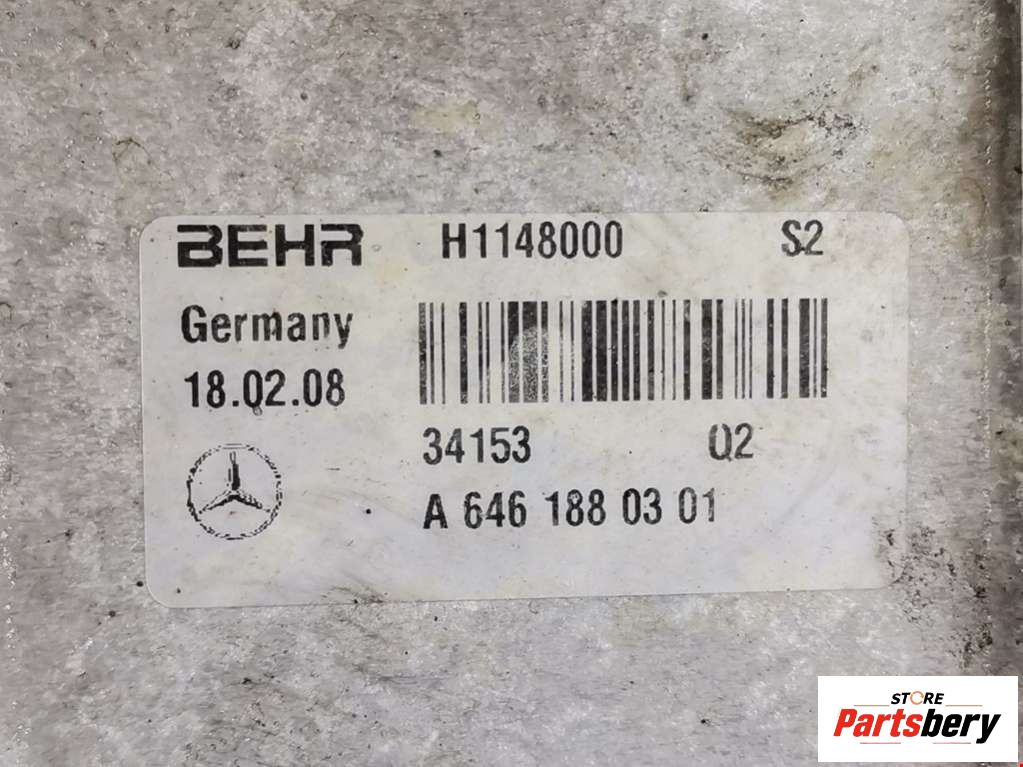 BEHR H1148000 S2
Germany
18.02.08
34153 Q2
A 646 188 03 01
STORE
Partsbery